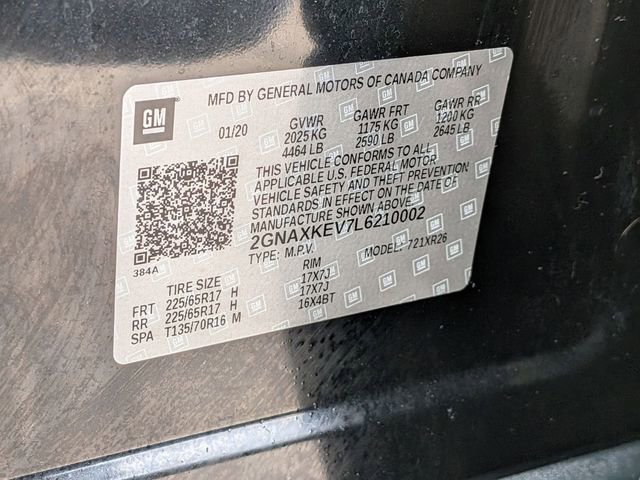 MFD BY GENERAL MOTORS OF CANADA COMPANY
GM
01/20 GVWR GAWR FRT GAWR RR
2025 KG 1175 KG 1200 KG
4464 LB 2590 LB 2645 LB
THIS VEHICLE CONFORMS TO ALL
APPLICABLE U.S. FEDERAL MOTOR
VEHICLE SAFETY AND THEFT PREVENTION
STANDARDS IN EFFECT ON THE DATE OF
MANUFACTURE SHOWN ABOVE.
2GNAXKEV7L6210002
TYPE: M.P.V. MODEL: 721XR26
384A
TIRE SIZE RIM
FRT 225/65R17 H 17X7J
RR 225/65R17 H 17X7J
SPA T135/70R16 M 16X4BT